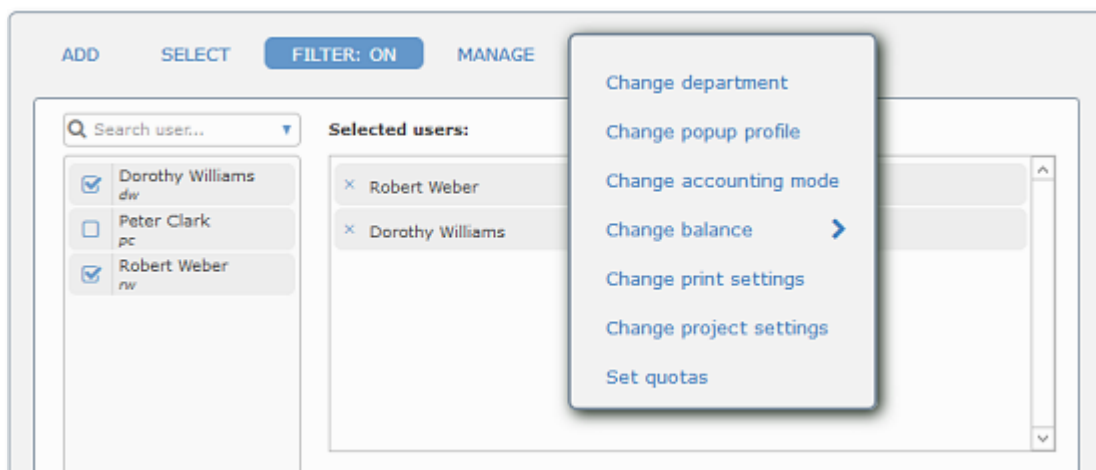 ADD SELECT FILTER: ON MANAGE
Search user...
Dorothy Williams
dw
Peter Clark
pc
Robert Weber
rw
Selected users:
× Robert Weber
× Dorothy Williams
Change department
Change popup profile
Change accounting mode
Change balance
Change print settings
Change project settings
Set quotas